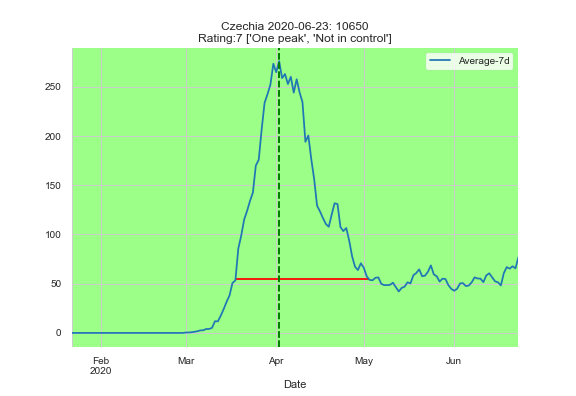 Czechia 2020-06-23: 10650
Rating:7 ['One peak', 'Not in control']
Average-7d
250
200
150
100
50
0
Feb Mar Apr May Jun
2020
Date